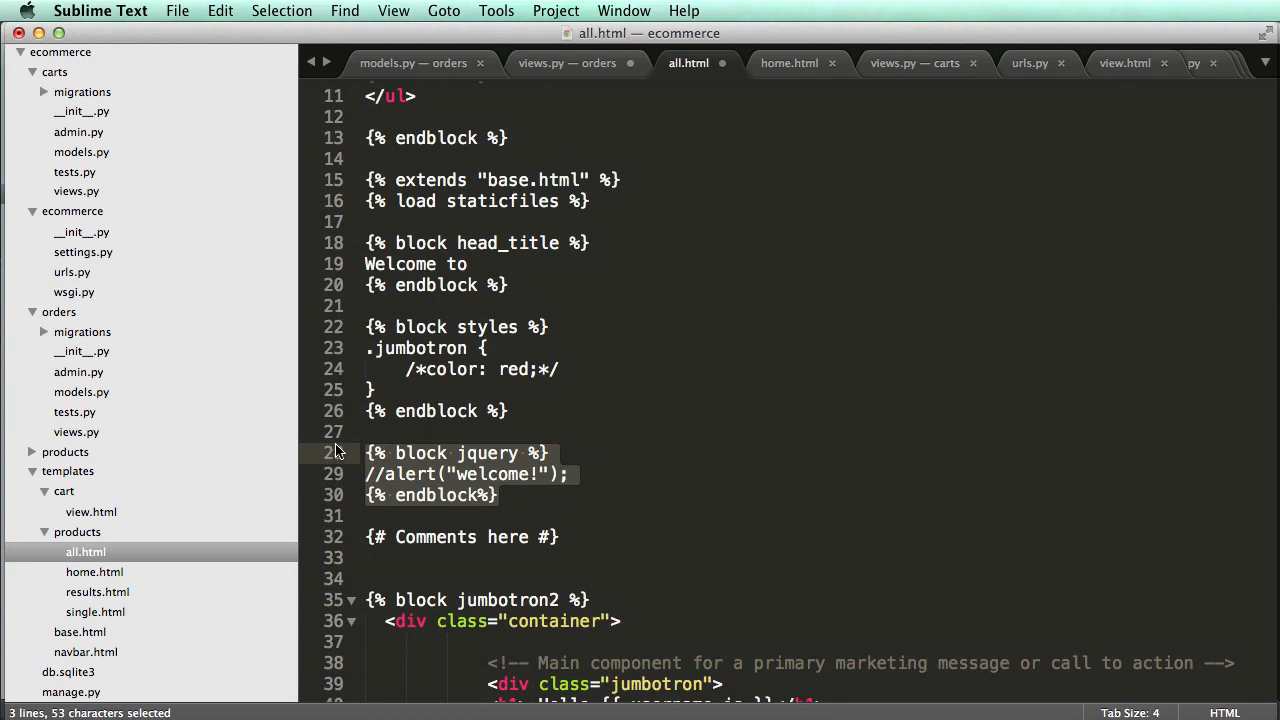 Sublime Text File Edit Selection Find View Goto Tools Project Window Help
all.html — ecommerce
ecommerce
carts
migrations
__init__.py
admin.py
models.py
tests.py
views.py
ecommerce
__init__.py
settings.py
urls.py
wsgi.py
orders
migrations
__init__.py
admin.py
models.py
tests.py
views.py
products
templates
cart
view.html
products
all.html
home.html
results.html
single.html
base.html
navbar.html
db.sqlite3
manage.py
models.py — orders views.py — orders all.html home.html views.py — carts urls.py view.html py
11 </ul>
12
13 {% endblock %}
14
15 {% extends "base.html" %}
16 {% load staticfiles %}
17
18 {% block head_title %}
19 Welcome to
20 {% endblock %}
21
22 {% block styles %}
23 .jumbotron {
24 /*color: red;*/
25 }
26 {% endblock %}
27
{% block jquery %}
29 //alert("welcome!");
30 {% endblock%}
31
32 {# Comments here #}
33
34
35 {% block jumbotron2 %}
36 <div class="container">
37
38 <!-- Main component for a primary marketing message or call to action -->
39 <div class="jumbotron">
3 lines, 53 characters selected Tab Size: 4 HTML